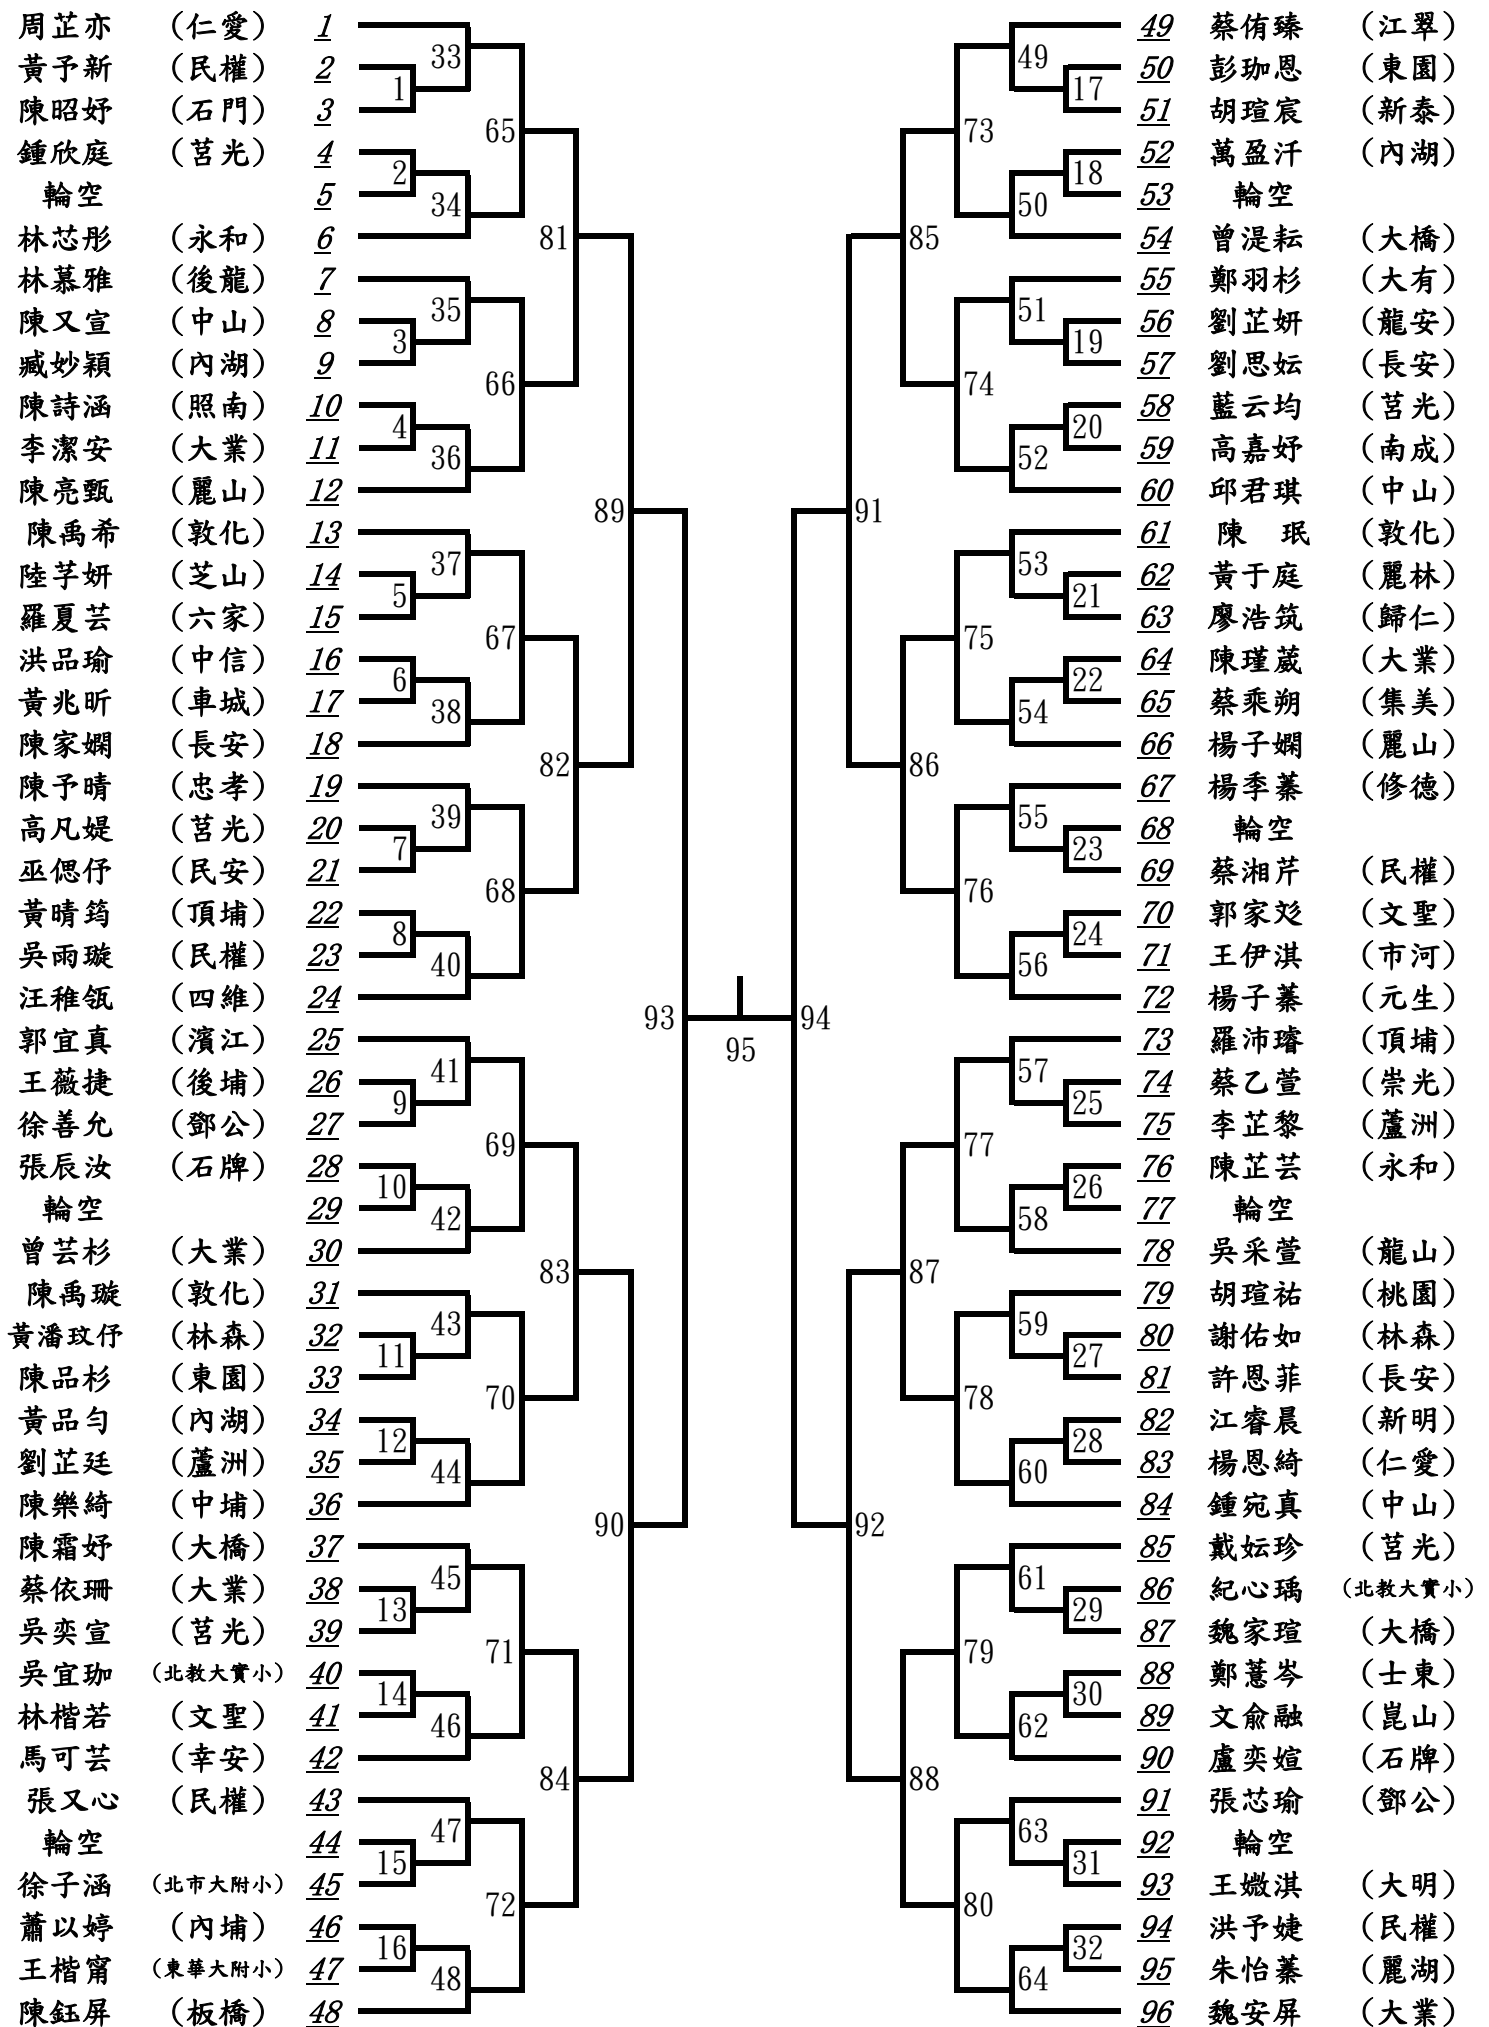 周芷亦 (仁愛) 1
黃予新 (民權) 2
陳昭妤 (石門) 3
鍾欣庭 (莒光) 4
輪空 5
林芯彤 (永和) 6
林慕雅 (後龍) 7
陳又宣 (中山) 8
臧妙穎 (內湖) 9
陳詩涵 (照南) 10
李潔安 (大業) 11
陳亮甄 (麗山) 12
陳禹希 (敦化) 13
陸芓妍 (芝山) 14
羅夏芸 (六家) 15
洪品瑜 (中信) 16
黃兆昕 (車城) 17
陳家嫻 (長安) 18
陳予晴 (忠孝) 19
高凡媞 (莒光) 20
巫偲伃 (民安) 21
黃晴筠 (頂埔) 22
吳雨璇 (民權) 23
汪稚瓴 (四維) 24
郭宜真 (濱江) 25
王薇捷 (後埔) 26
徐善允 (鄧公) 27
張辰汝 (石牌) 28
輪空 29
曾芸杉 (大業) 30
陳禹璇 (敦化) 31
黃潘玟伃 (林森) 32
陳品杉 (東園) 33
黃品勻 (內湖) 34
劉芷廷 (蘆洲) 35
陳樂綺 (中埔) 36
陳霜妤 (大橋) 37
蔡依珊 (大業) 38
吳奕宣 (莒光) 39
吳宜珈 (北教大實小) 40
林楷若 (文聖) 41
馬可芸 (幸安) 42
張又心 (民權) 43
輪空 44
徐子涵 (北市大附小) 45
蕭以婷 (內埔) 46
王楷甯 (東華大附小) 47
陳鈺屏 (板橋) 48
33
1
65
2
34
81
35
3
66
4
36
89
37
5
67
6
38
82
39
7
68
8
40
93
41
9
69
10
42
83
43
11
70
12
44
90
45
13
71
14
46
84
47
15
72
16
48
95
49
17
73
18
50
85
51
19
74
20
52
91
53
21
75
22
54
86
55
23
76
24
56
94
57
25
77
26
58
87
59
27
78
28
60
92
61
29
79
30
62
88
63
31
80
32
64
49 蔡侑臻 (江翠)
50 彭珈恩 (東園)
51 胡瑄宸 (新泰)
52 萬盈汘 (內湖)
53 輪空
54 曾湜耘 (大橋)
55 鄭羽杉 (大有)
56 劉芷妍 (龍安)
57 劉思妘 (長安)
58 藍云均 (莒光)
59 高嘉妤 (南成)
60 邱君琪 (中山)
61 陳 珉 (敦化)
62 黃于庭 (麗林)
63 廖浩筑 (歸仁)
64 陳瑾葳 (大業)
65 蔡乘朔 (集美)
66 楊子嫻 (麗山)
67 楊季蓁 (修德)
68 輪空
69 蔡湘芹 (民權)
70 郭家彣 (文聖)
71 王伊淇 (市河)
72 楊子蓁 (元生)
73 羅沛璿 (頂埔)
74 蔡乙萱 (崇光)
75 李芷黎 (蘆洲)
76 陳芷芸 (永和)
77 輪空
78 吳采萱 (龍山)
79 胡瑄祐 (桃園)
80 謝佑如 (林森)
81 許恩菲 (長安)
82 江睿晨 (新明)
83 楊恩綺 (仁愛)
84 鍾宛真 (中山)
85 戴妘珍 (莒光)
86 紀心瑀 (北教大實小)
87 魏家瑄 (大橋)
88 鄭薏岑 (士東)
89 文俞融 (崑山)
90 盧奕媗 (石牌)
91 張芯瑜 (鄧公)
92 輪空
93 王媺淇 (大明)
94 洪予婕 (民權)
95 朱怡蓁 (麗湖)
96 魏安屏 (大業)